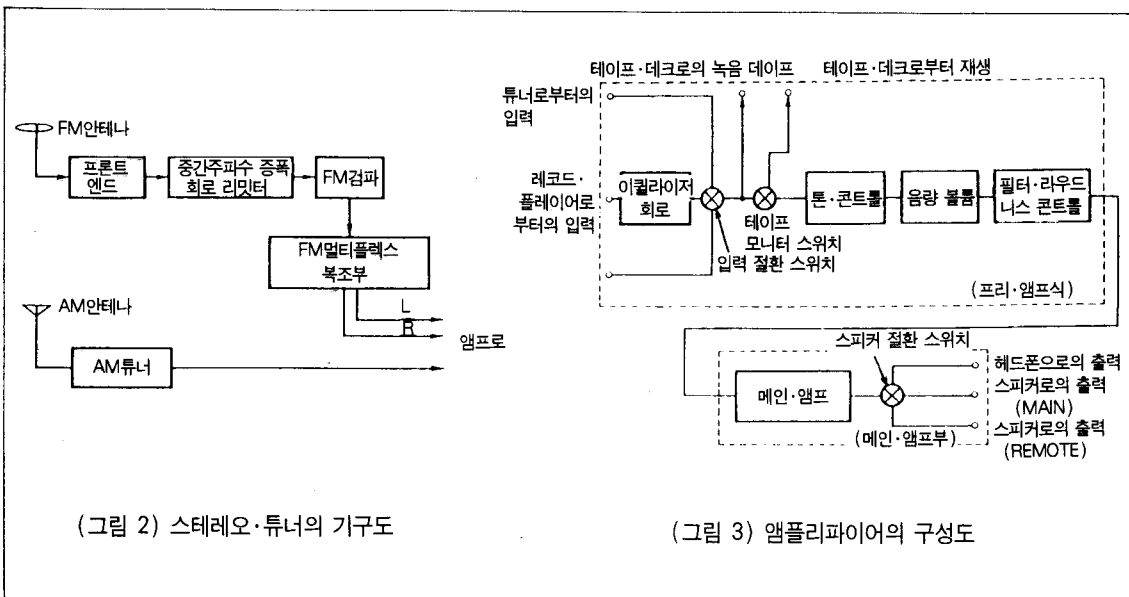 FM안테나
프론트
엔드
중간주파수 증폭
회로 리밋터
FM검파
FM멀티플렉스
복조부
L
R
앰프로
AM안테나
AM튜너
(그림 2) 스테레오·튜너의 기구도
테이프·데크로의 녹음 데이프
테이프·데크로부터 재생
튜너로부터의
입력
레코드·
플레이어로
부터의 입력
이퀄라이저
회로
테이프
모니터 스위치
입력 절환 스위치
톤·콘트롤
음량 볼륨
필터·라우드
니스 콘트롤
(프리·앰프식)
스피커 절환 스위치
메인·앰프
(메인·앰프부)
헤드폰으로의 출력
스피커로의 출력
(MAIN)
스피커로의 출력
(REMOTE)
(그림 3) 앰플리파이어의 구성도